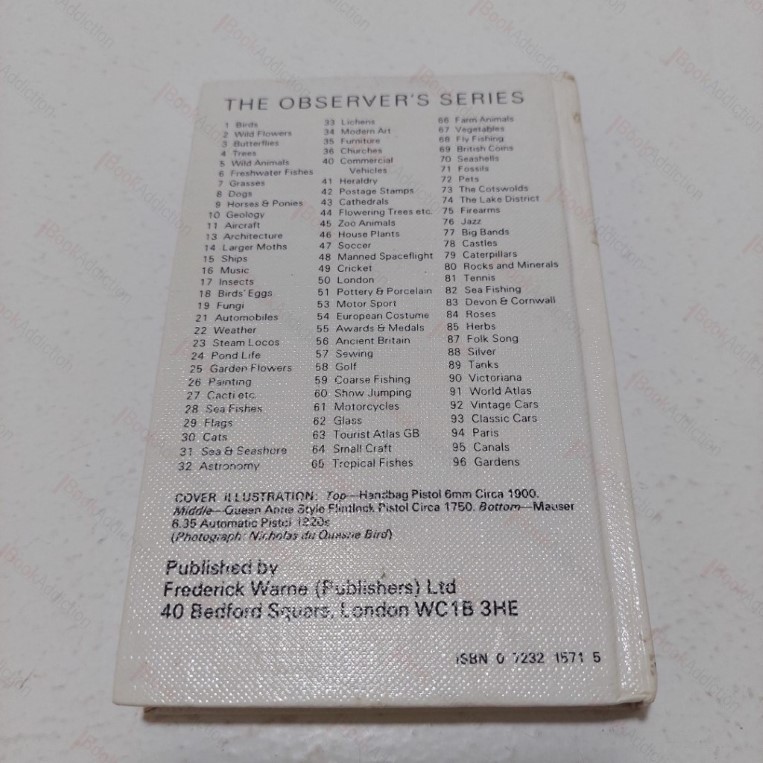 THE OBSERVER'S SERIES
1 Birds
2 Wild Flowers
3 Butterflies
4 Trees
5 Wild Animals
6 Freshwater Fishes
7 Grasses
8 Dogs
9 Horses & Ponies
10 Geology
11 Aircraft
13 Architecture
14 Larger Moths
15 Ships
16 Music
17 Insects
18 Birds' Eggs
19 Fungi
21 Automobiles
22 Weather
23 Steam Locos
24 Pond Life
25 Garden Flowers
26 Painting
27 Cacti etc.
28 Sea Fishes
29 Flags
30 Cats
31 Sea & Seashore
32 Astronomy
33 Lichens
34 Modern Art
35 Furniture
36 Churches
40 Commercial
Vehicles
41 Heraldry
42 Postage Stamps
43 Cathedrals
44 Flowering Trees etc.
45 Zoo Animals
46 House Plants
47 Soccer
48 Manned Spaceflight
49 Cricket
50 London
51 Pottery & Porcelain
53 Motor Sport
54 European Costume
55 Awards & Medals
56 Ancient Britain
57 Sewing
58 Golf
59 Coarse Fishing
60 Show Jumping
61 Motorcycles
62 Glass
63 Tourist Atlas GB
64 Small Craft
65 Tropical Fishes
66 Farm Animals
67 Vegetables
68 Fly Fishing
69 British Coins
70 Seashells
71 Fossils
72 Pets
73 The Cotswolds
74 The Lake District
75 Firearms
76 Jazz
77 Big Bands
78 Castles
79 Caterpillars
80 Rocks and Minerals
81 Tennis
82 Sea Fishing
83 Devon & Cornwall
84 Roses
85 Herbs
87 Folk Song
88 Silver
89 Tanks
90 Victoriana
91 World Atlas
92 Vintage Cars
93 Classic Cars
94 Paris
95 Canals
96 Gardens
COVER ILLUSTRATION: Top—Handbag Pistol 6mm Circa 1900.
Middle—Queen Anne Style Flintlock Pistol Circa 1750. Bottom—Mauser
6.35 Automatic Pistol 1920s
(Photograph: Nicholas du Quesne Bird)
Published by
Frederick Warne (Publishers) Ltd
40 Bedford Square, London WC1B 3HE
ISBN 0 7232 1571 5
BookAddiction